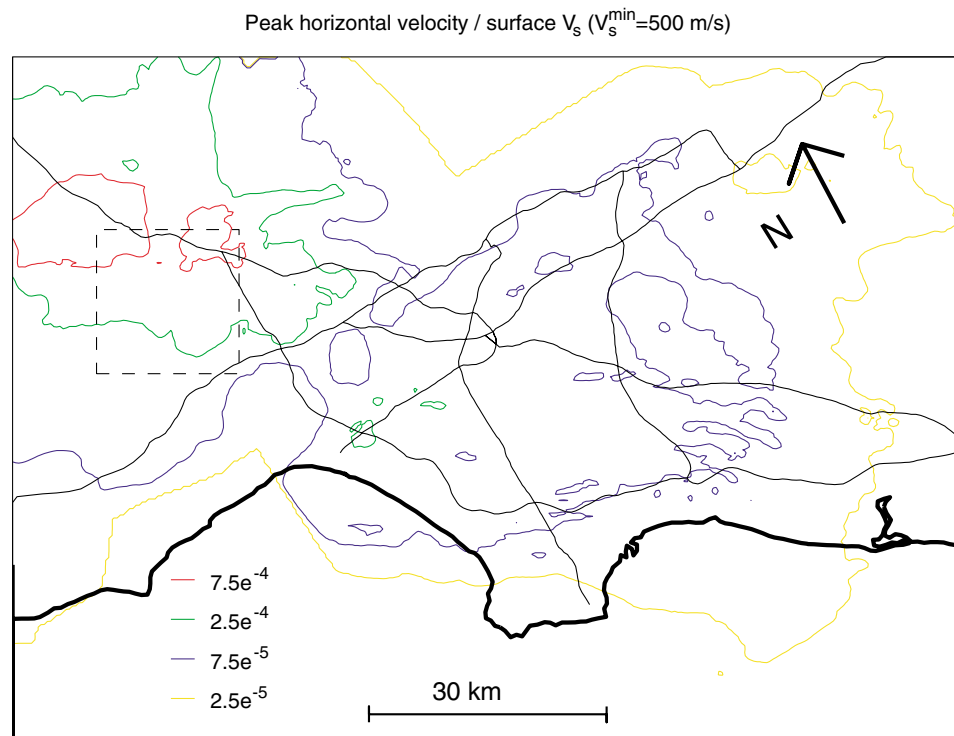 Peak horizontal velocity / surface Vₛ (Vₛᵐⁱⁿ=500 m/s)
N
7.5e⁻⁴
2.5e⁻⁴
7.5e⁻⁵
2.5e⁻⁵
30 km